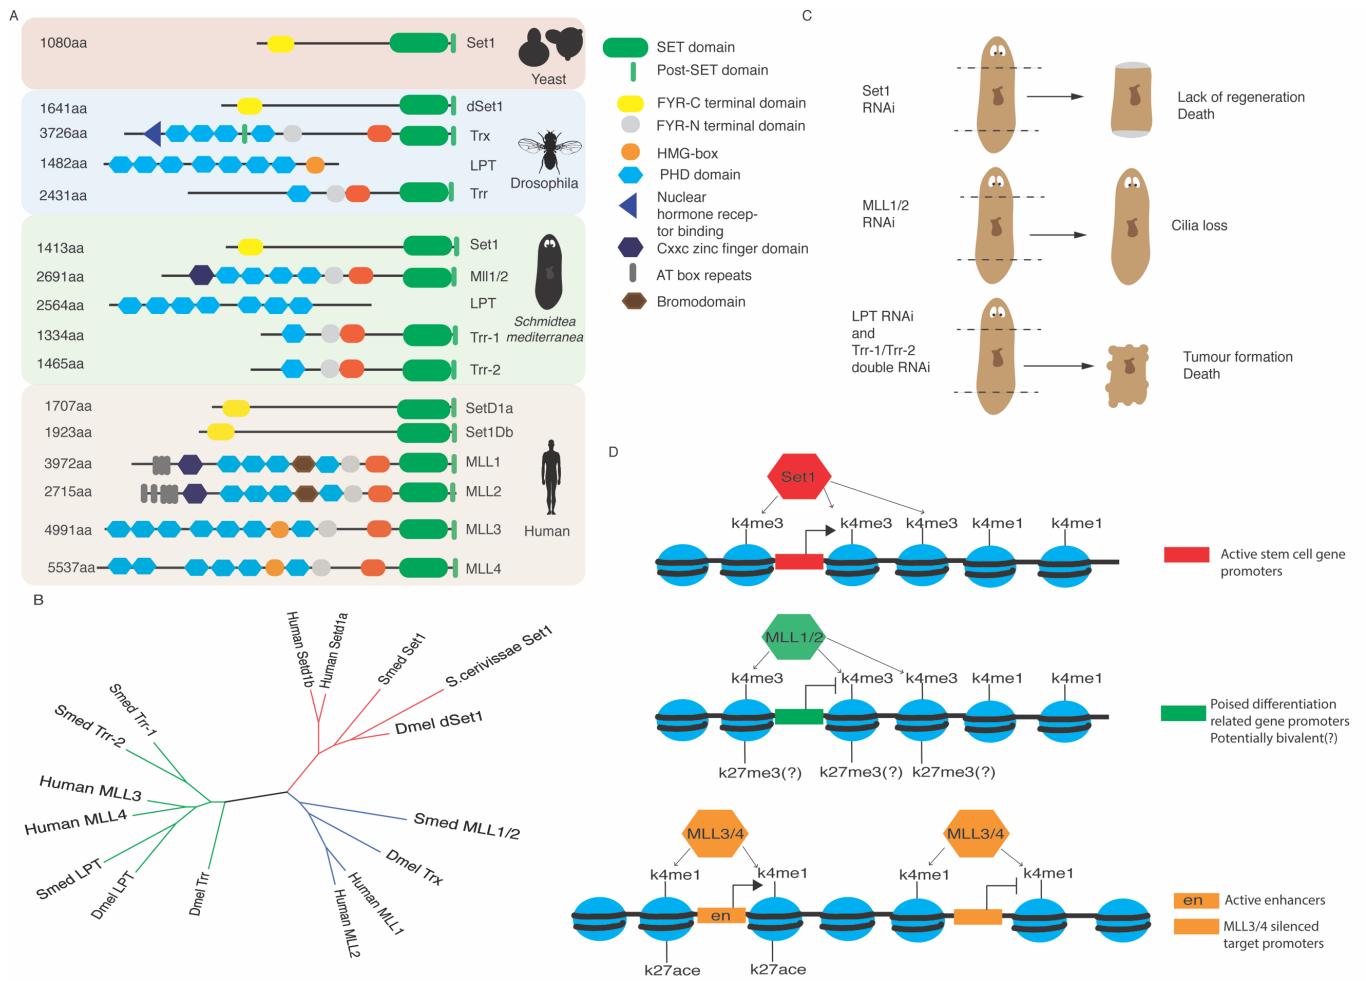 A
1080aa
Set1
Yeast
1641aa
dSet1
3726aa
Trx
1482aa
LPT
Drosophila
2431aa
Trr
1413aa
Set1
2691aa
Mll1/2
2564aa
LPT
Schmidtea
mediterranea
1334aa
Trr-1
1465aa
Trr-2
1707aa
SetD1a
1923aa
Set1Db
3972aa
MLL1
2715aa
MLL2
4991aa
MLL3
Human
5537aa
MLL4
SET domain
Post-SET domain
FYR-C terminal domain
FYR-N terminal domain
HMG-box
PHD domain
Nuclear
hormone recep-
tor binding
Cxxc zinc finger domain
AT box repeats
Bromodomain
B
Human Setd1b
Human Setd1a
Smed Set1
S.cerivissae Set1
Dmel dSet1
Smed Trr-1
Smed Trr-2
Human MLL3
Human MLL4
Smed LPT
Dmel LPT
Dmel Trr
Smed MLL1/2
Dmel Trx
Human MLL1
Human MLL2
C
Set1
RNAi
Lack of regeneration
Death
MLL1/2
RNAi
Cilia loss
LPT RNAi
and
Trr-1/Trr-2
double RNAi
Tumour formation
Death
D
Set1
k4me3 k4me3 k4me3 k4me1 k4me1
Active stem cell gene
promoters
MLL1/2
k4me3 k4me3 k4me3 k4me1 k4me1
k27me3(?) k27me3(?) k27me3(?)
Poised differentiation
related gene promoters
Potentially bivalent(?)
MLL3/4 MLL3/4
k4me1 k4me1 k4me1 k4me1
en
k27ace k27ace
en Active enhancers
MLL3/4 silenced
target promoters